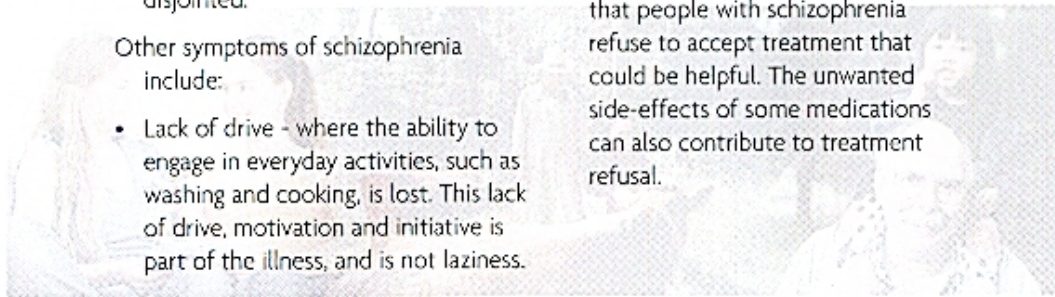 disjointed.
Other symptoms of schizophrenia
include:
• Lack of drive - where the ability to
engage in everyday activities, such as
washing and cooking, is lost. This lack
of drive, motivation and initiative is
part of the illness, and is not laziness.
that people with schizophrenia
refuse to accept treatment that
could be helpful. The unwanted
side-effects of some medications
can also contribute to treatment
refusal.